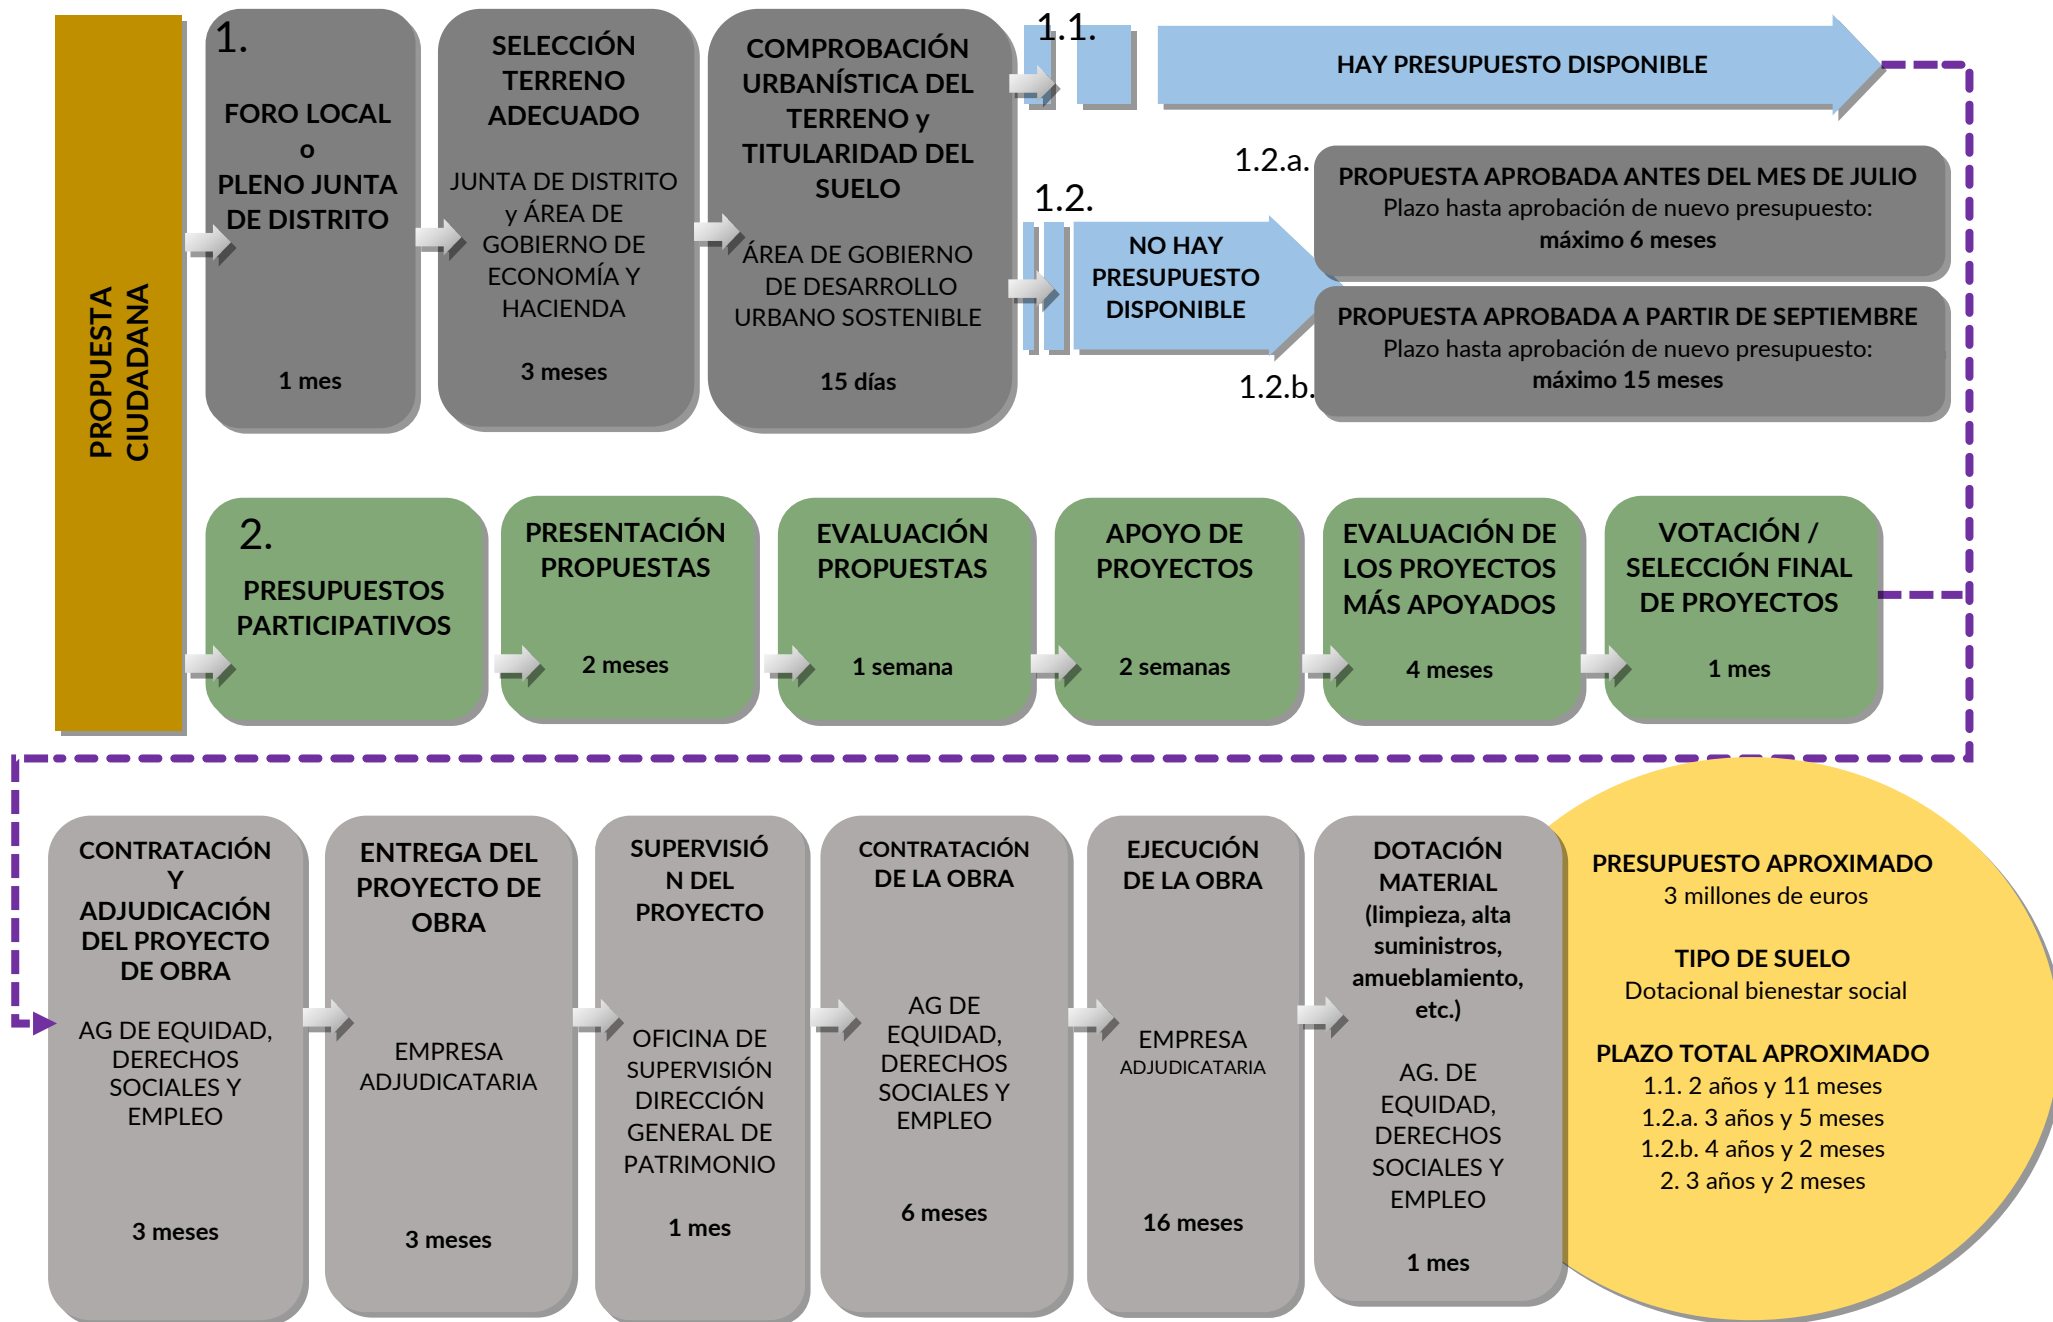 PROPUESTA
CIUDADANA
1.
FORO LOCAL
o
PLENO JUNTA
DE DISTRITO
1 mes
SELECCIÓN
TERRENO
ADECUADO
JUNTA DE DISTRITO
y ÁREA DE
GOBIERNO DE
ECONOMÍA Y
HACIENDA
3 meses
COMPROBACIÓN
URBANÍSTICA DEL
TERRENO y
TITULARIDAD DEL
SUELO
ÁREA DE GOBIERNO
DE DESARROLLO
URBANO SOSTENIBLE
15 días
1.1.
HAY PRESUPUESTO DISPONIBLE
1.2.
NO HAY
PRESUPUESTO
DISPONIBLE
1.2.a.
PROPUESTA APROBADA ANTES DEL MES DE JULIO
Plazo hasta aprobación de nuevo presupuesto:
máximo 6 meses
1.2.b.
PROPUESTA APROBADA A PARTIR DE SEPTIEMBRE
Plazo hasta aprobación de nuevo presupuesto:
máximo 15 meses
2.
PRESUPUESTOS
PARTICIPATIVOS
PRESENTACIÓN
PROPUESTAS
2 meses
EVALUACIÓN
PROPUESTAS
1 semana
APOYO DE
PROYECTOS
2 semanas
EVALUACIÓN DE
LOS PROYECTOS
MÁS APOYADOS
4 meses
VOTACIÓN /
SELECCIÓN FINAL
DE PROYECTOS
1 mes
CONTRATACIÓN
Y
ADJUDICACIÓN
DEL PROYECTO
DE OBRA
AG DE EQUIDAD,
DERECHOS
SOCIALES Y
EMPLEO
3 meses
ENTREGA DEL
PROYECTO DE
OBRA
EMPRESA
ADJUDICATARIA
3 meses
SUPERVISIÓ
N DEL
PROYECTO
OFICINA DE
SUPERVISIÓN
DIRECCIÓN
GENERAL DE
PATRIMONIO
1 mes
CONTRATACIÓN
DE LA OBRA
AG DE
EQUIDAD,
DERECHOS
SOCIALES Y
EMPLEO
6 meses
EJECUCIÓN
DE LA OBRA
EMPRESA
ADJUDICATARIA
16 meses
DOTACIÓN
MATERIAL
(limpieza, alta
suministros,
amueblamiento,
etc.)
AG. DE
EQUIDAD,
DERECHOS
SOCIALES Y
EMPLEO
1 mes
PRESUPUESTO APROXIMADO
3 millones de euros
TIPO DE SUELO
Dotacional bienestar social
PLAZO TOTAL APROXIMADO
1.1. 2 años y 11 meses
1.2.a. 3 años y 5 meses
1.2.b. 4 años y 2 meses
2. 3 años y 2 meses